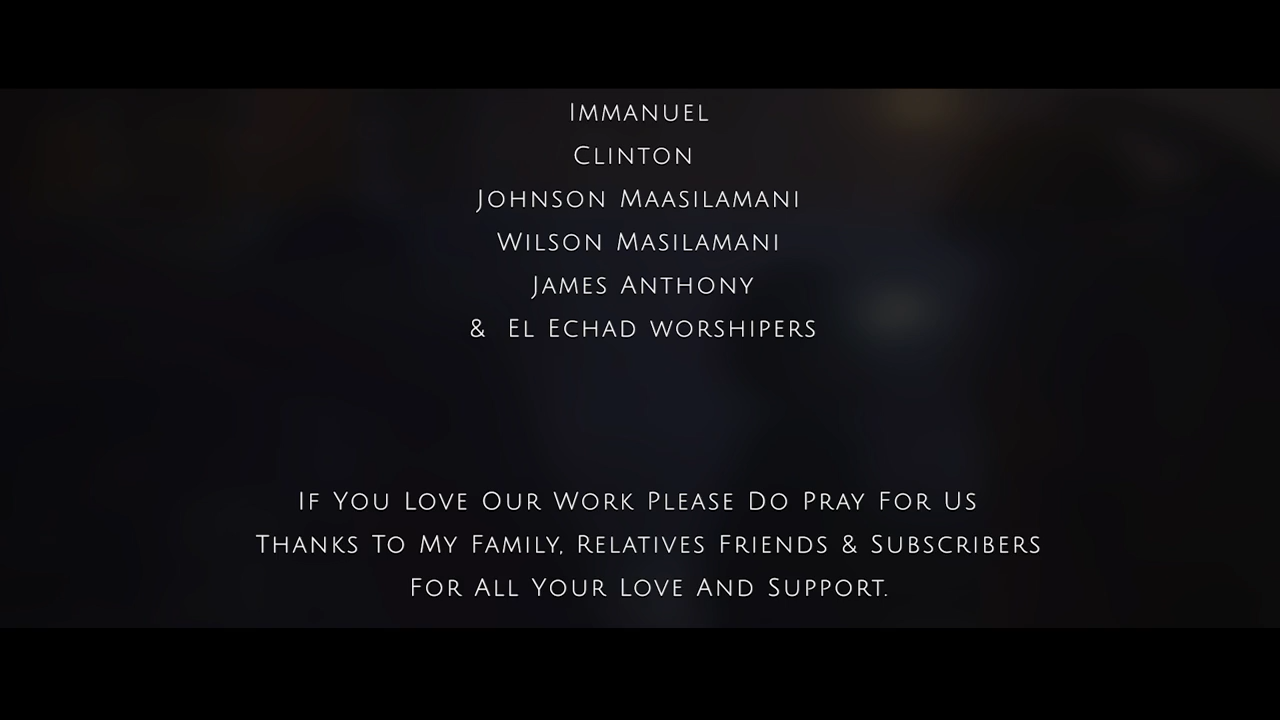 Immanuel
Clinton
Johnson Maasilamani
Wilson Masilamani
James Anthony
& El Echad worshipers
If You Love Our Work Please Do Pray For Us
Thanks To My Family, Relatives Friends & Subscribers
For All Your Love And Support.